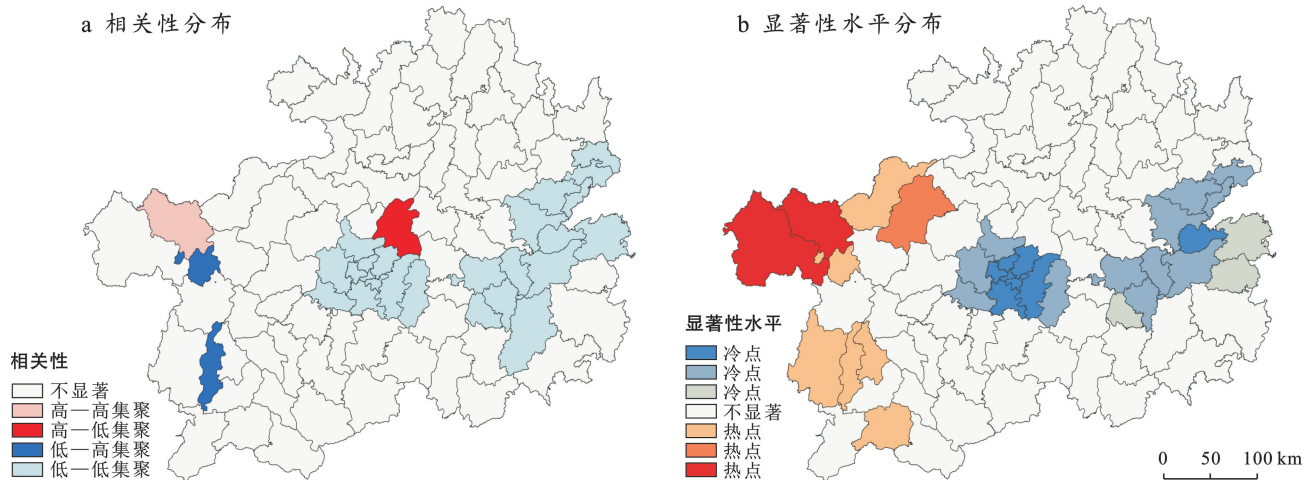 a 相关性分布
相关性
不显著
高—高集聚
高—低集聚
低—高集聚
低—低集聚
b 显著性水平分布
显著性水平
冷点
冷点
冷点
不显著
热点
热点
热点
0 50 100 km